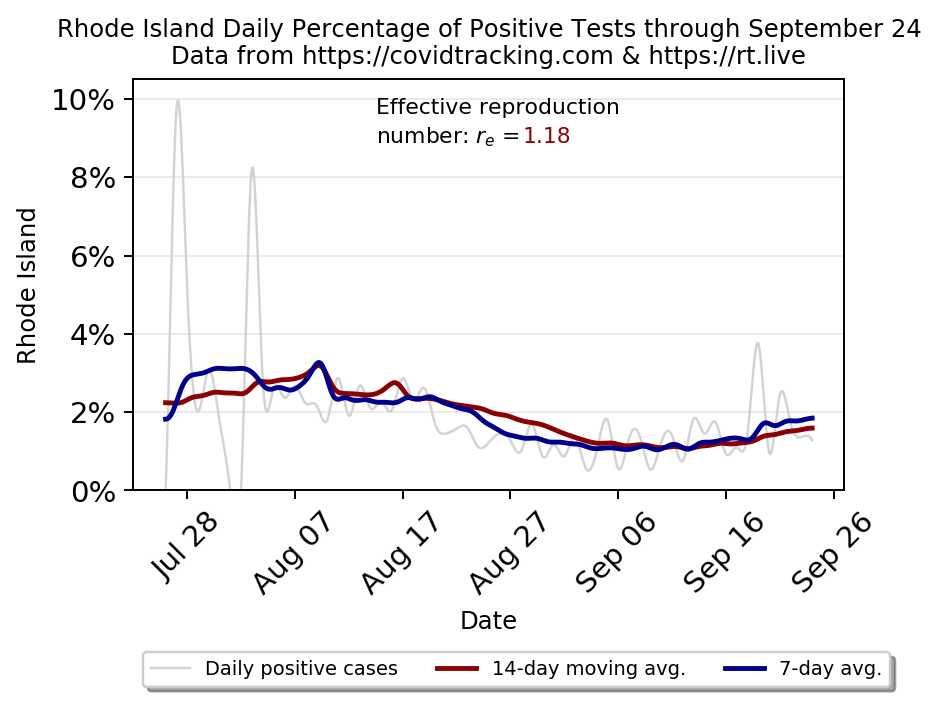 Rhode Island Daily Percentage of Positive Tests through September 24
Data from https://covidtracking.com & https://rt.live
Effective reproduction
number: rₑ =1.18
10%
8%
6%
4%
2%
0%
Rhode Island
Jul 28
Aug 07
Aug 17
Aug 27
Sep 06
Sep 16
Sep 26
Date
Daily positive cases
14-day moving avg.
7-day avg.